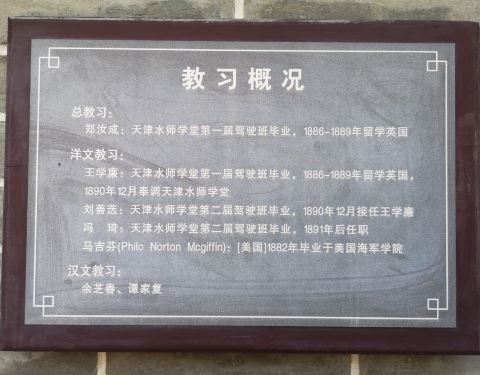 教习概况
总教习：
郑汝成：天津水师学堂第一届驾驶班毕业，1886-1889年留学英国
洋文教习：
王学廉：天津水师学堂第一届驾驶班毕业，1886-1889年留学英国，
1890年12月奉调天津水师学堂
刘善选：天津水师学堂第二届驾驶班毕业，1890年12月接任王学廉
冯　琦：天津水师学堂第二届驾驶班毕业，1891年后任职
马吉芬(Philo Norton Mcgiffin)：[美国]1882年毕业于美国海军学院
汉文教习：
余芝春、谭家复